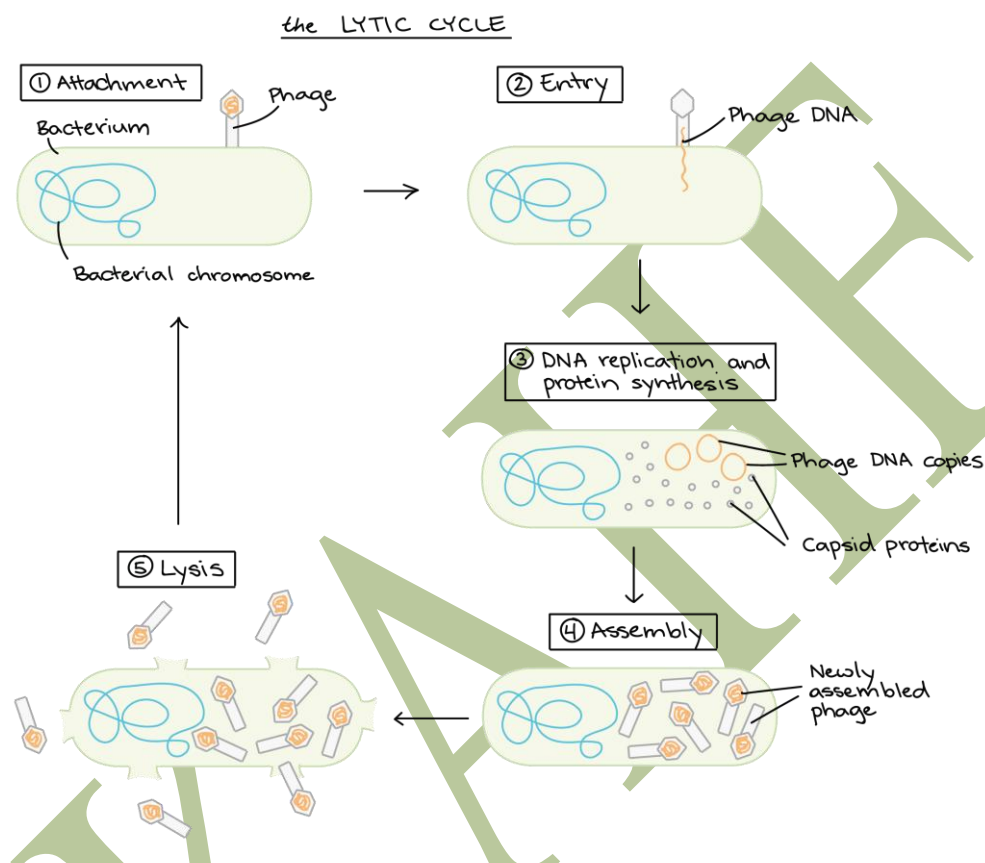 the LYTIC CYCLE
① Attachment
Phage
Bacterium
Bacterial chromosome
② Entry
Phage DNA
③ DNA replication and
protein synthesis
Phage DNA copies
Capsid proteins
④ Assembly
Newly
assembled
phage
⑤ Lysis